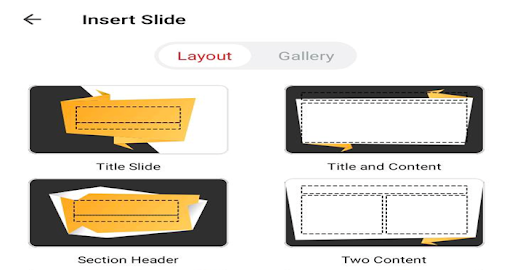 Insert Slide
Layout
Gallery
Title Slide
Title and Content
Section Header
Two Content